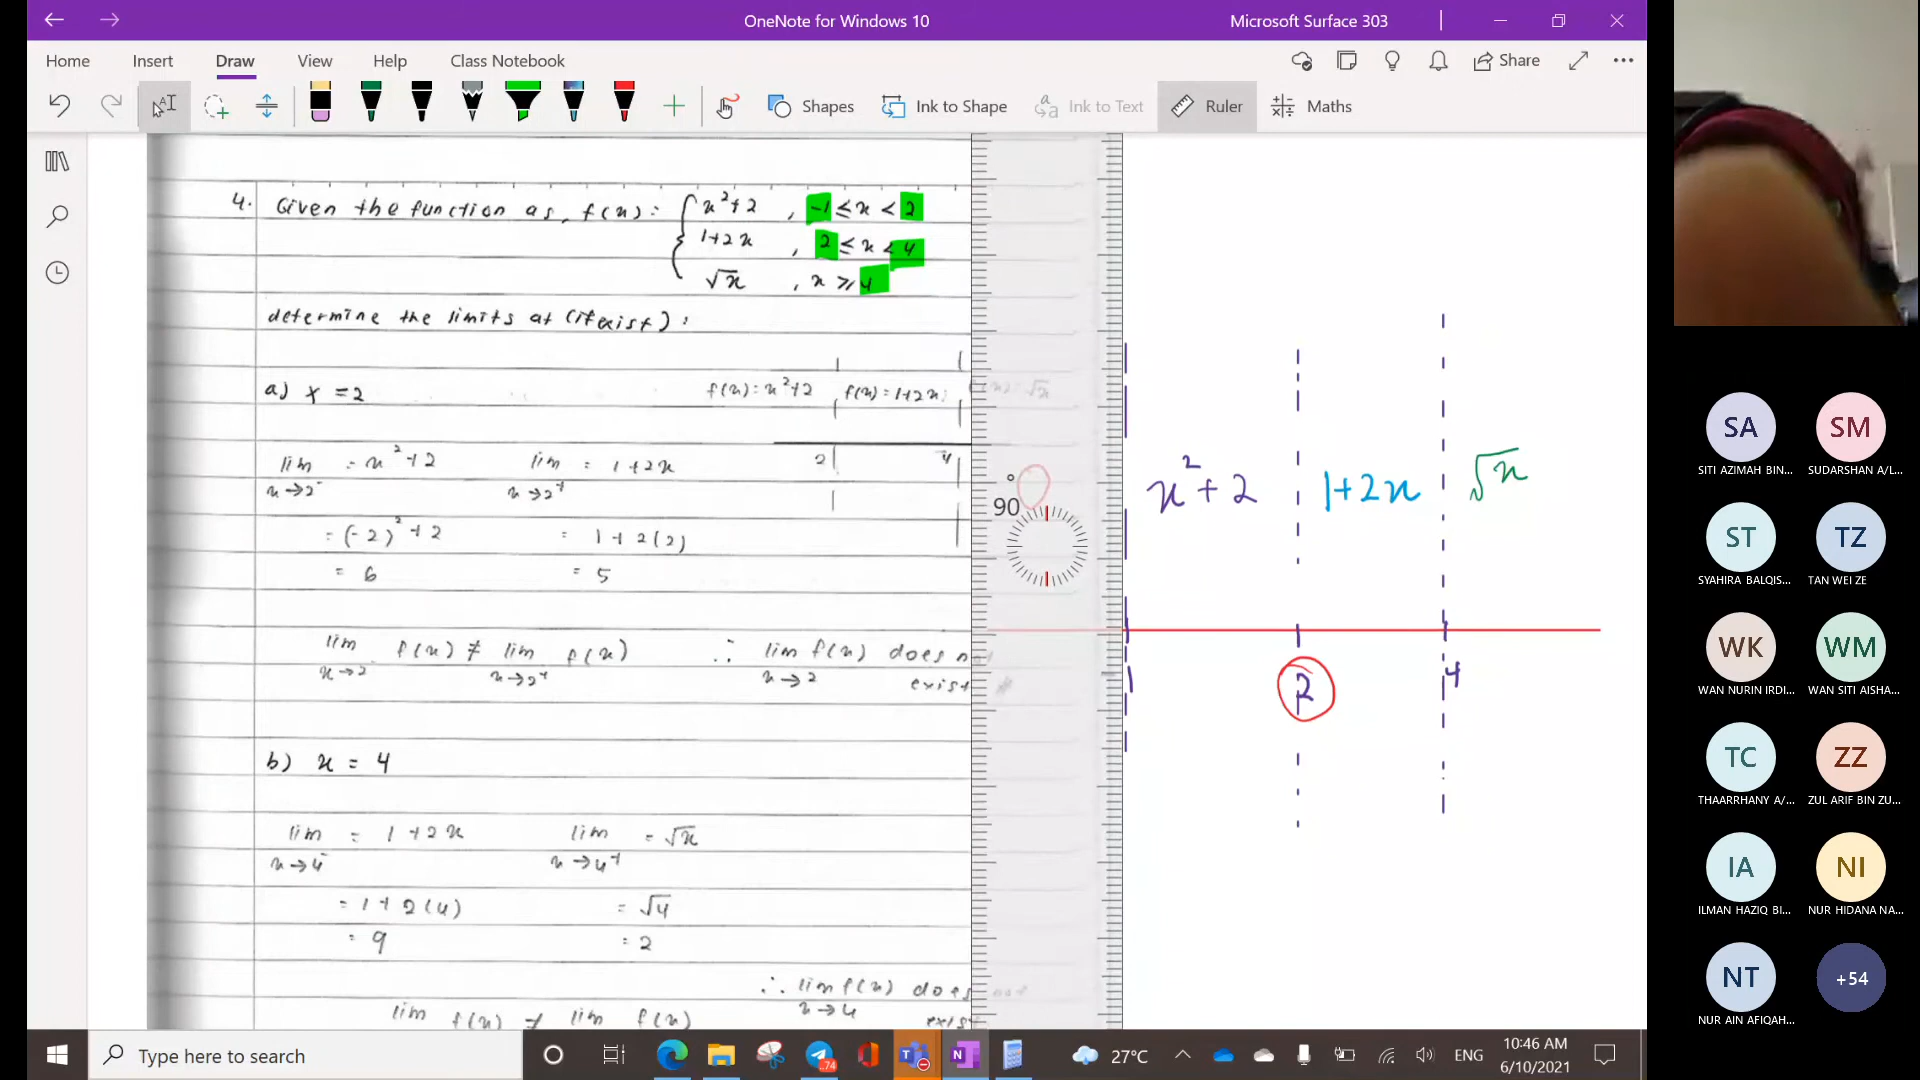 OneNote for Windows 10
Microsoft Surface 303
Home Insert Draw View Help Class Notebook
Share
Shapes Ink to Shape Ink to Text Ruler Maths
4. Given the function as, f(x): { x²+2 , -1 ≤ x < 2
1+2x , 2 ≤ x < 4
√x , x ≥ 4
determine the limits at (if exist) :
a) x = 2
f(x): x²+2 f(x) = 1+2x f(x): √x
2 4
lim x→2⁻ = x²+2 lim x→2⁺ = 1+2x
= (-2)²+2 = 1+2(2)
= 6 = 5
lim x→2⁻ f(x) ≠ lim x→2⁺ f(x) ∴ lim x→2 f(x) does not
exist #
b) x = 4
lim x→4⁻ = 1+2x lim x→4⁺ = √x
= 1+2(4) = √4
= 9 = 2
∴ lim x→4 f(x) does not
lim f(x) ≠ lim f(x) exist
°
90
x²+2 1+2x √x
1 2 4
SA SM
SITI AZIMAH BIN... SUDARSHAN A/L...
ST TZ
SYAHIRA BALQIS... TAN WEI ZE
WK WM
WAN NURIN IRDI... WAN SITI AISHA...
TC ZZ
THAARRHANY A/... ZUL ARIF BIN ZU...
IA NI
ILMAN HAZIQ BI... NUR HIDANA NA...
NT +54
NUR AIN AFIQAH...
Type here to search
74
27°C
ENG
10:46 AM
6/10/2021